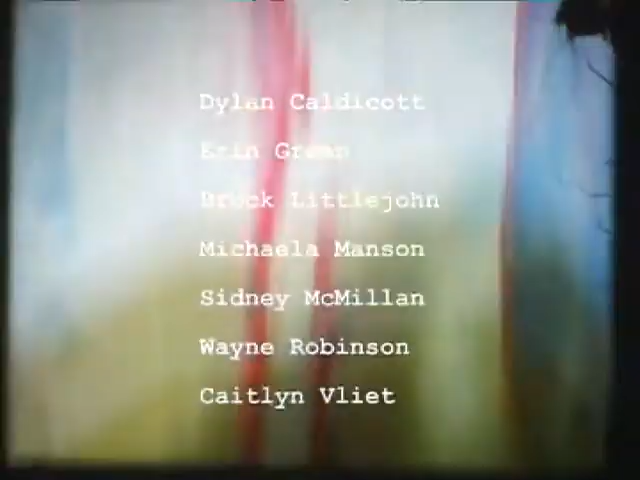 Dylan Caldicott
Erin Green
Brock Littlejohn
Michaela Manson
Sidney McMillan
Wayne Robinson
Caitlyn Vliet